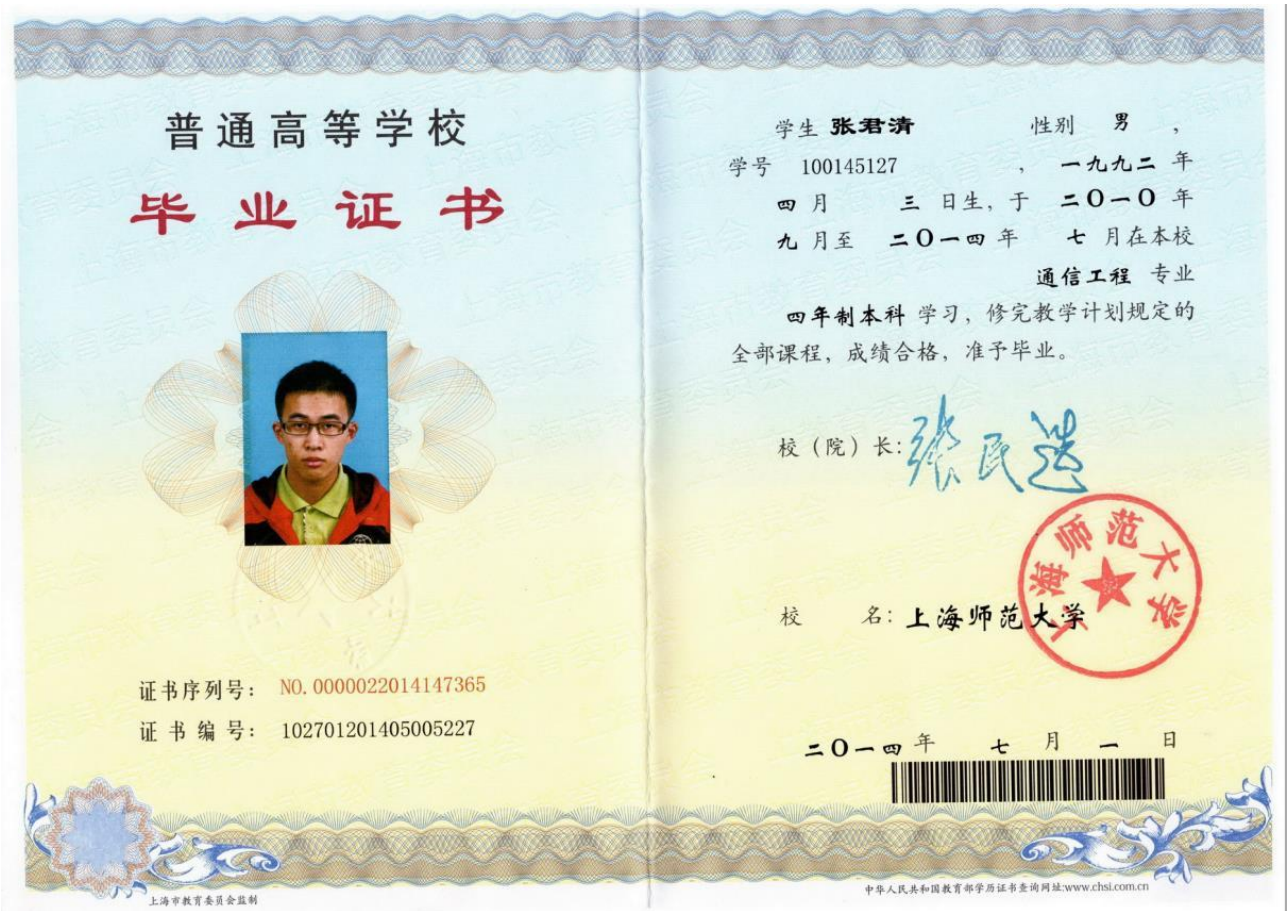 普通高等学校
毕业证书
证书序列号： NO.0000022014147365
证书编号： 102701201405005227
上海市教育委员会监制
学生 张君清 性别 男 ，
学号 100145127 ， 一九九二 年
四 月 三 日生，于 二〇一〇 年
九 月至 二〇一四 年 七 月在本校
通信工程 专业
四年制本科 学习，修完教学计划规定的
全部课程，成绩合格，准予毕业。
校（院）长：张民选
校 名：上海师范大学
上海师范大学
二〇一四 年 七 月 一 日
中华人民共和国教育部学历证书查询网址:www.chsi.com.cn